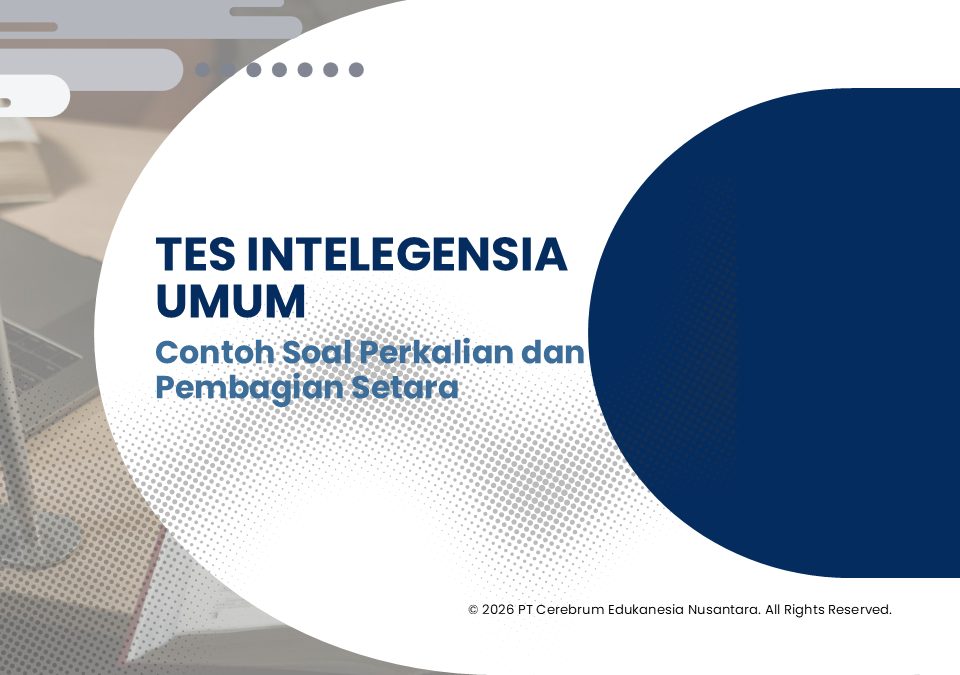 TES INTELEGENSIA
UMUM
Contoh Soal Perkalian dan
Pembagian Setara
© 2026 PT Cerebrum Edukanesia Nusantara. All Rights Reserved.